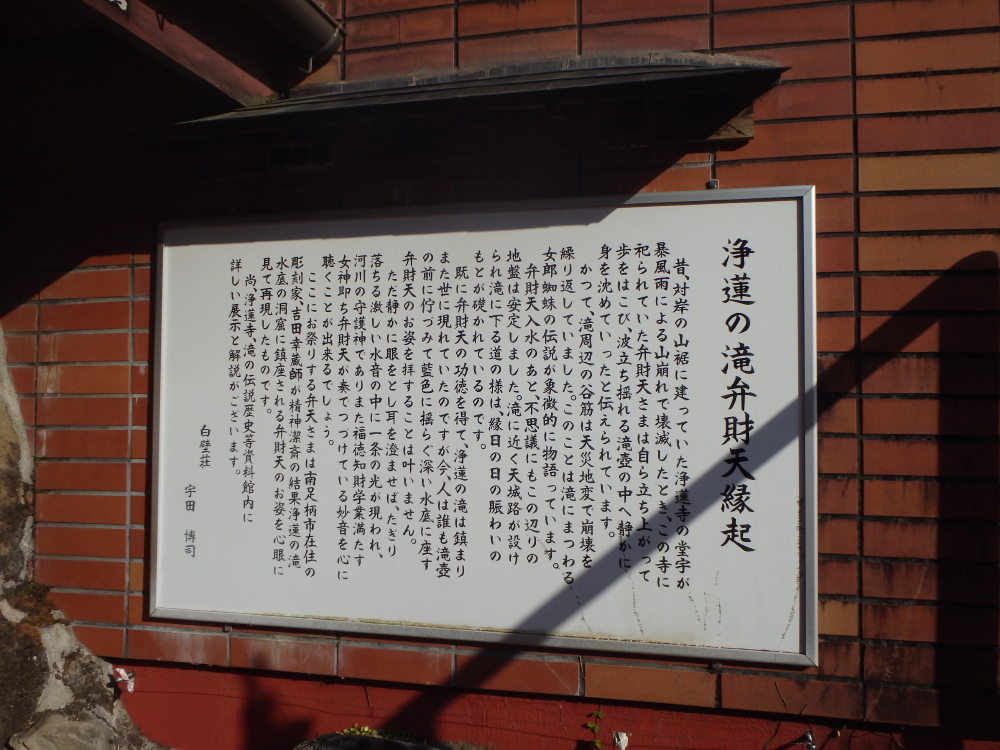 浄蓮の滝弁財天縁起
昔、対岸の山裾に建っていた浄蓮寺の堂宇が
暴風雨による山崩れで壊滅したとき、この寺に
祀られていた弁財天さまは自ら立ち上がって
歩をはこび、波立ち揺れる滝壺の中へ静かに
身を沈めていったと伝えられています。
かつて、滝周辺の谷筋は天災地変で崩壊を
繰り返していました。このことは滝にまつわる
女郎蜘蛛の伝説が象徴的に物語っています。
弁財天入水のあと、不思議にもこの辺りの
地盤は安定しました。滝に近く天城路が設け
られ滝に下る道の様は、縁日の日の賑わいの
もとが礎かれているのです。
既に弁財天の功徳を得て、浄蓮の滝は鎮まり
また世に現れていたのですが今、人は誰も滝壺
の前に佇づみて藍色に揺らぐ深い水底に座す
弁財天のお姿を拝することは叶いません。
ただ静かに眼をとし耳を澄ませば、たぎり
落ちる激しい水音の中に一条の光が現われ、
河川の守護神でありまた福徳知財学業満たす
女神即ち弁財天が奏でつづけている妙音を心に
聴くことが出来るでしょう。
ここにお祭りする弁天さまは南足柄市在住の
彫刻家、吉田幸蔵師が精神潔斉の結果浄蓮の滝
水底の洞窟に鎮座される弁財天のお姿を心眼に
見て再現したものです。
尚、浄蓮寺、滝の伝説歴史等資料館内に
詳しい展示と解説がございます。
白壁荘　宇田　博司